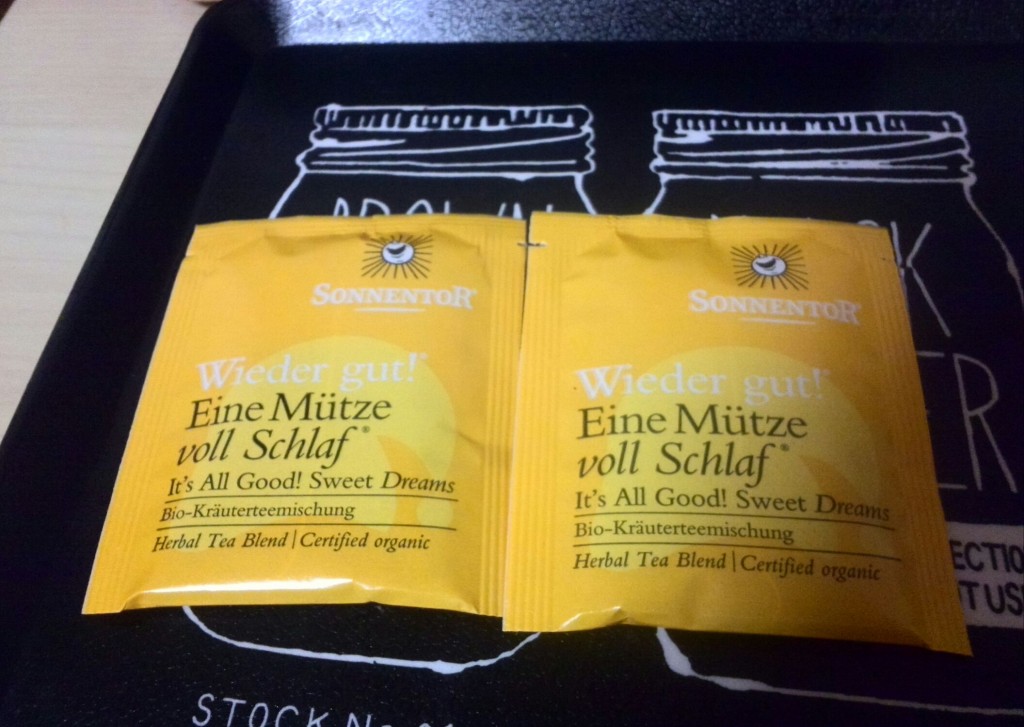 SONNENTOR®
Wieder gut!®
Eine Mütze
voll Schlaf®
It's All Good! Sweet Dreams
Bio-Kräuterteemischung
Herbal Tea Blend | Certified organic
SONNENTOR®
Wieder gut!®
Eine Mütze
voll Schlaf®
It's All Good! Sweet Dreams
Bio-Kräuterteemischung
Herbal Tea Blend | Certified organic
STOCK No